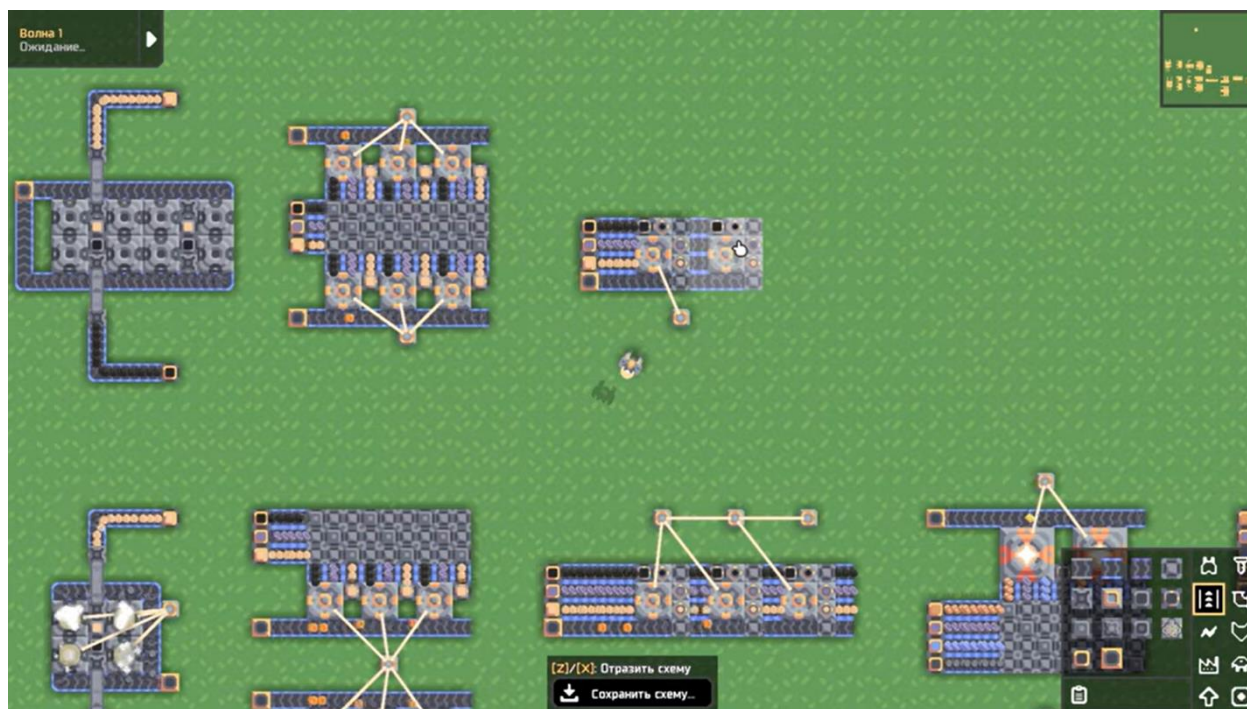 Волна 1
Ожидание...
[Z]/[X]: Отразить схему
Сохранить схему...